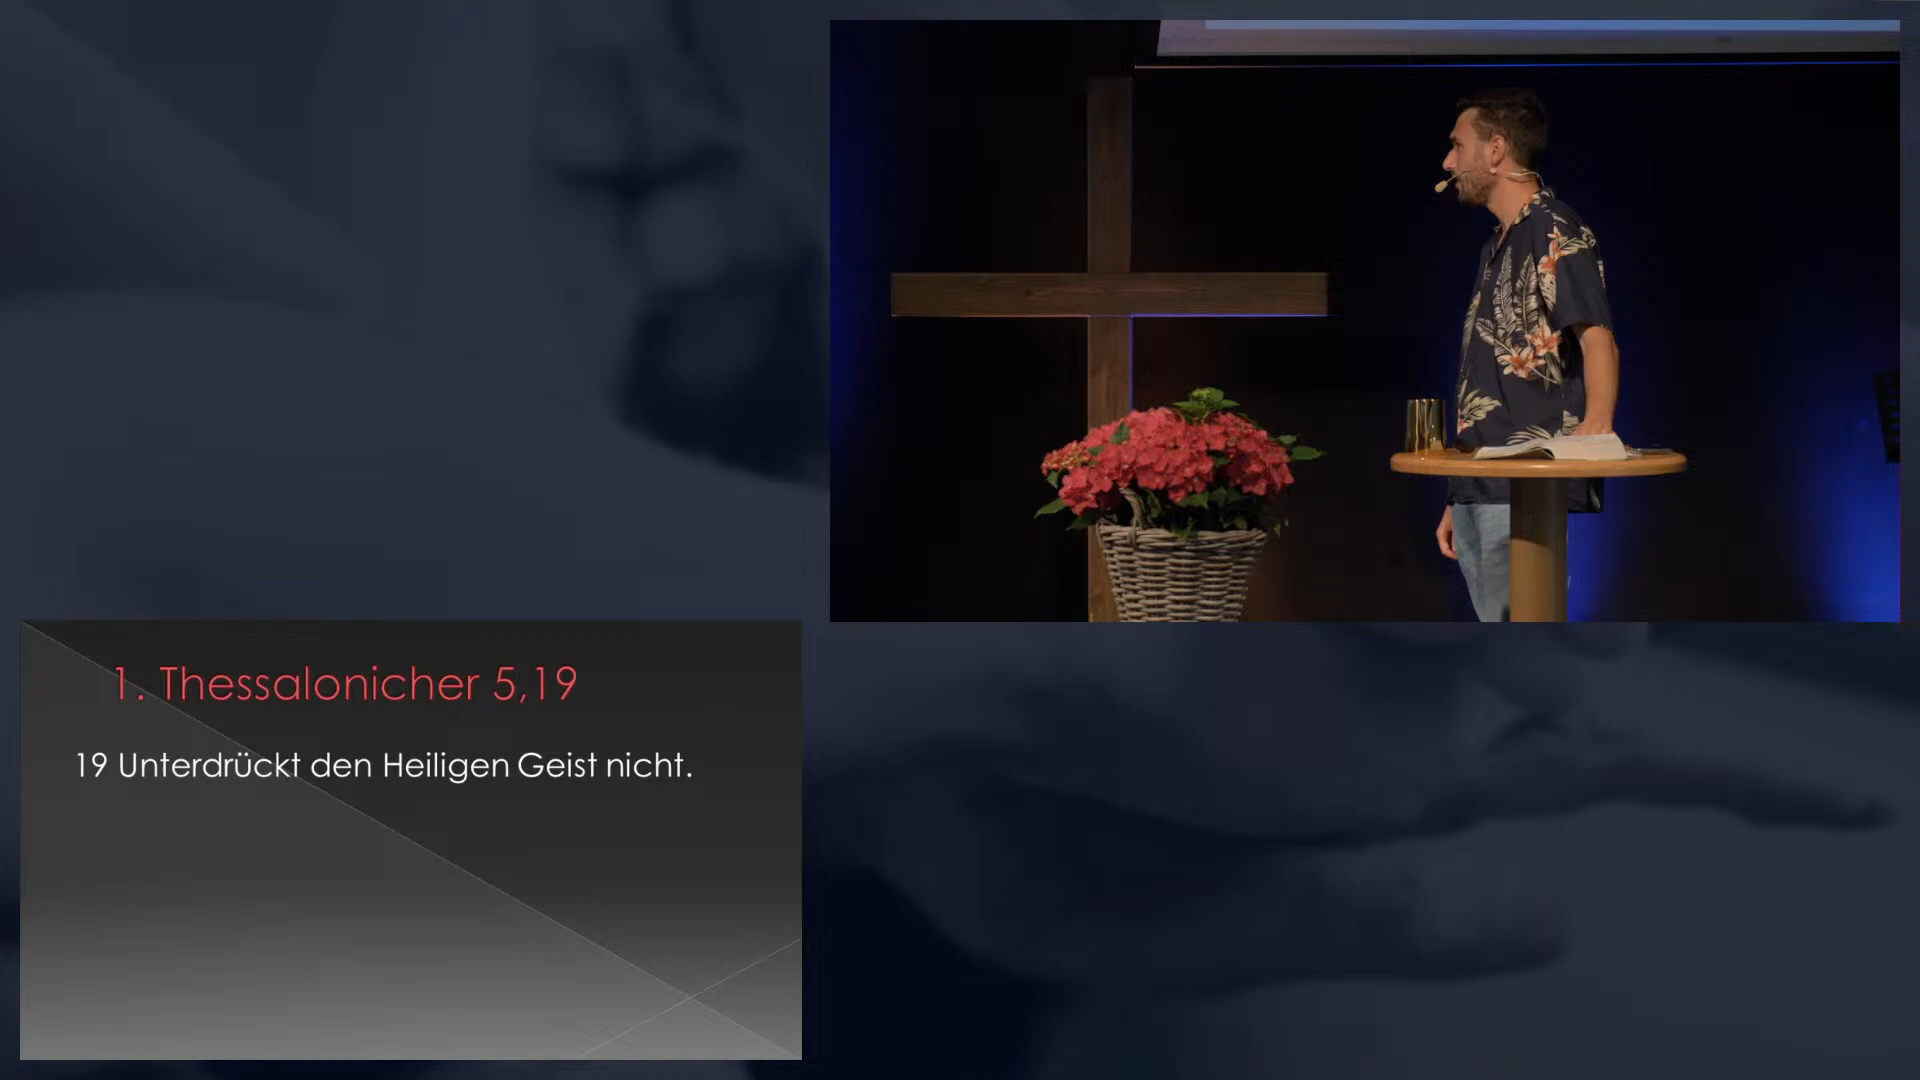 1. Thessalonicher 5,19
19 Unterdrückt den Heiligen Geist nicht.